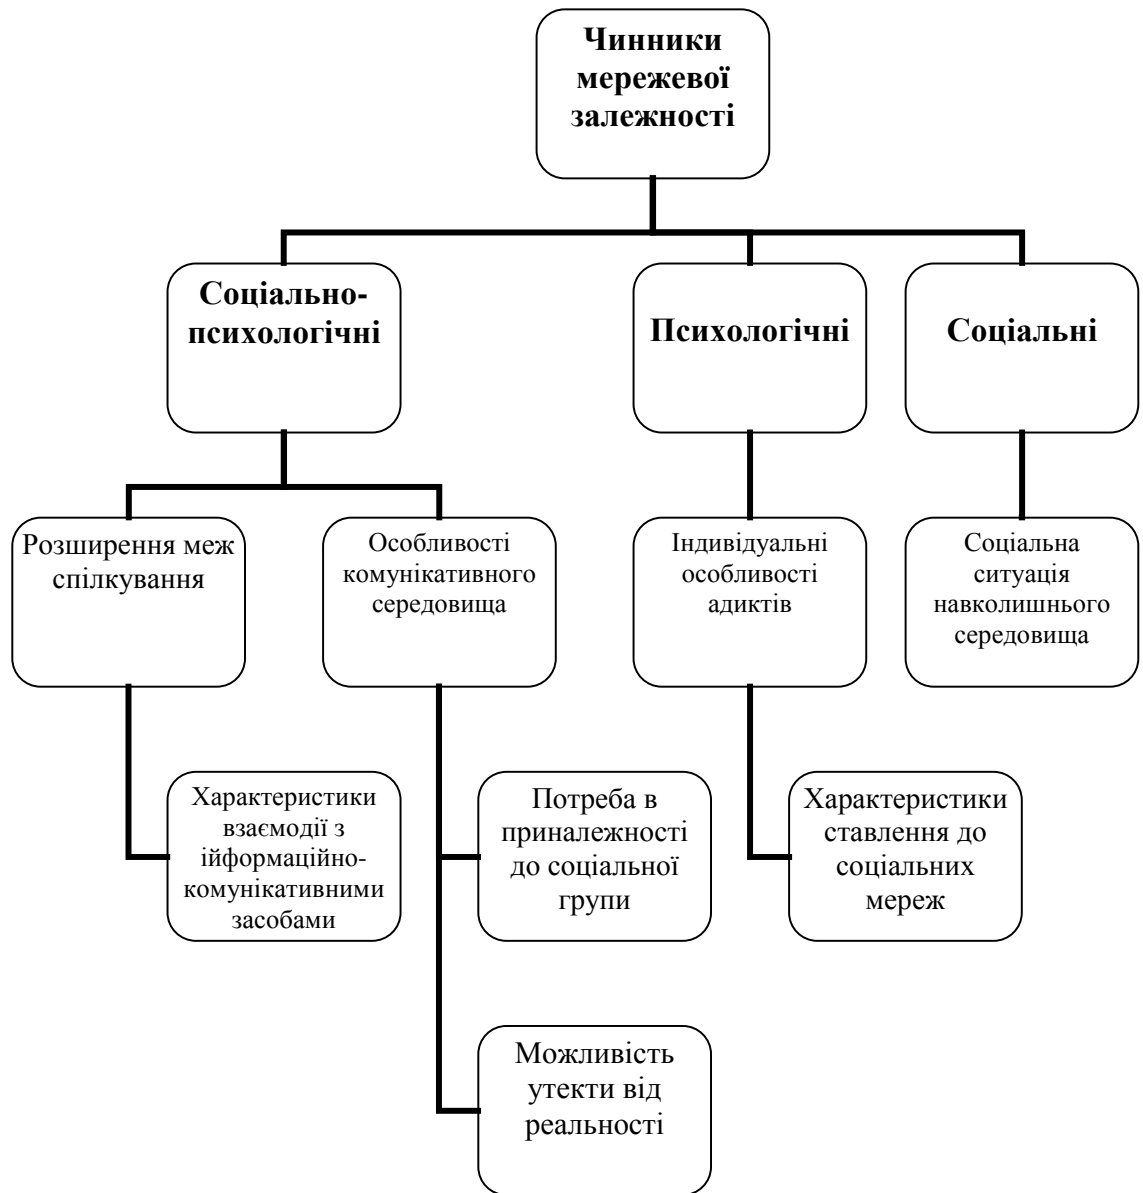 Чинники
мережевої
залежності
Соціально-
психологічні
Психологічні
Соціальні
Розширення меж
спілкування
Особливості
комунікативного
середовища
Індивідуальні
особливості
адиктів
Соціальна
ситуація
навколишнього
середовища
Характеристики
взаємодії з
ійформаційно-
комунікативними
засобами
Потреба в
приналежності
до соціальної
групи
Характеристики
ставлення до
соціальних
мереж
Можливість
утекти від
реальності